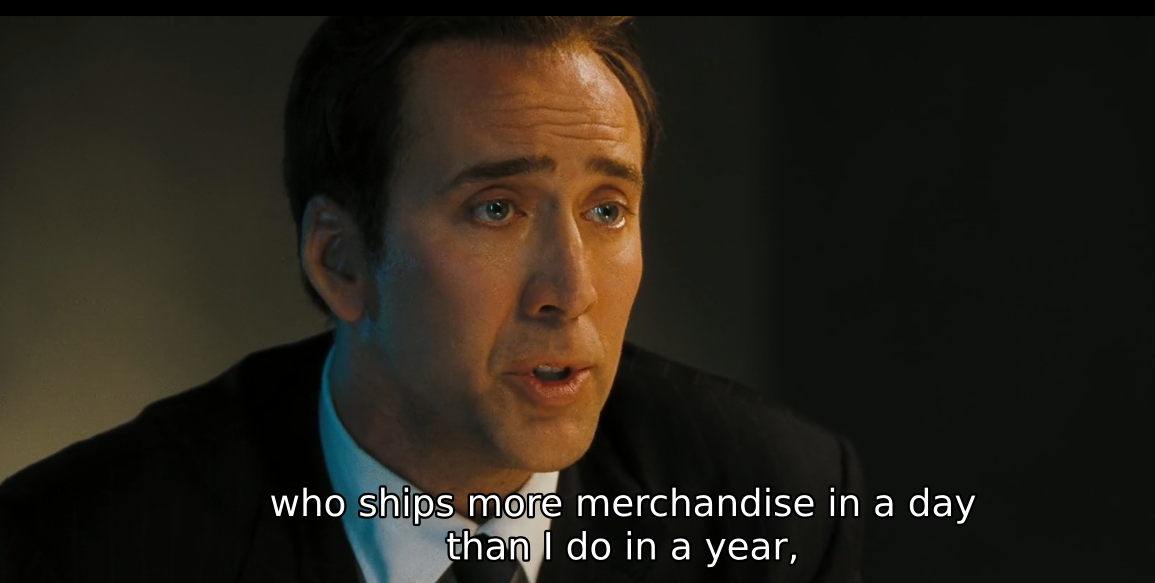 who ships more merchandise in a day
than I do in a year,